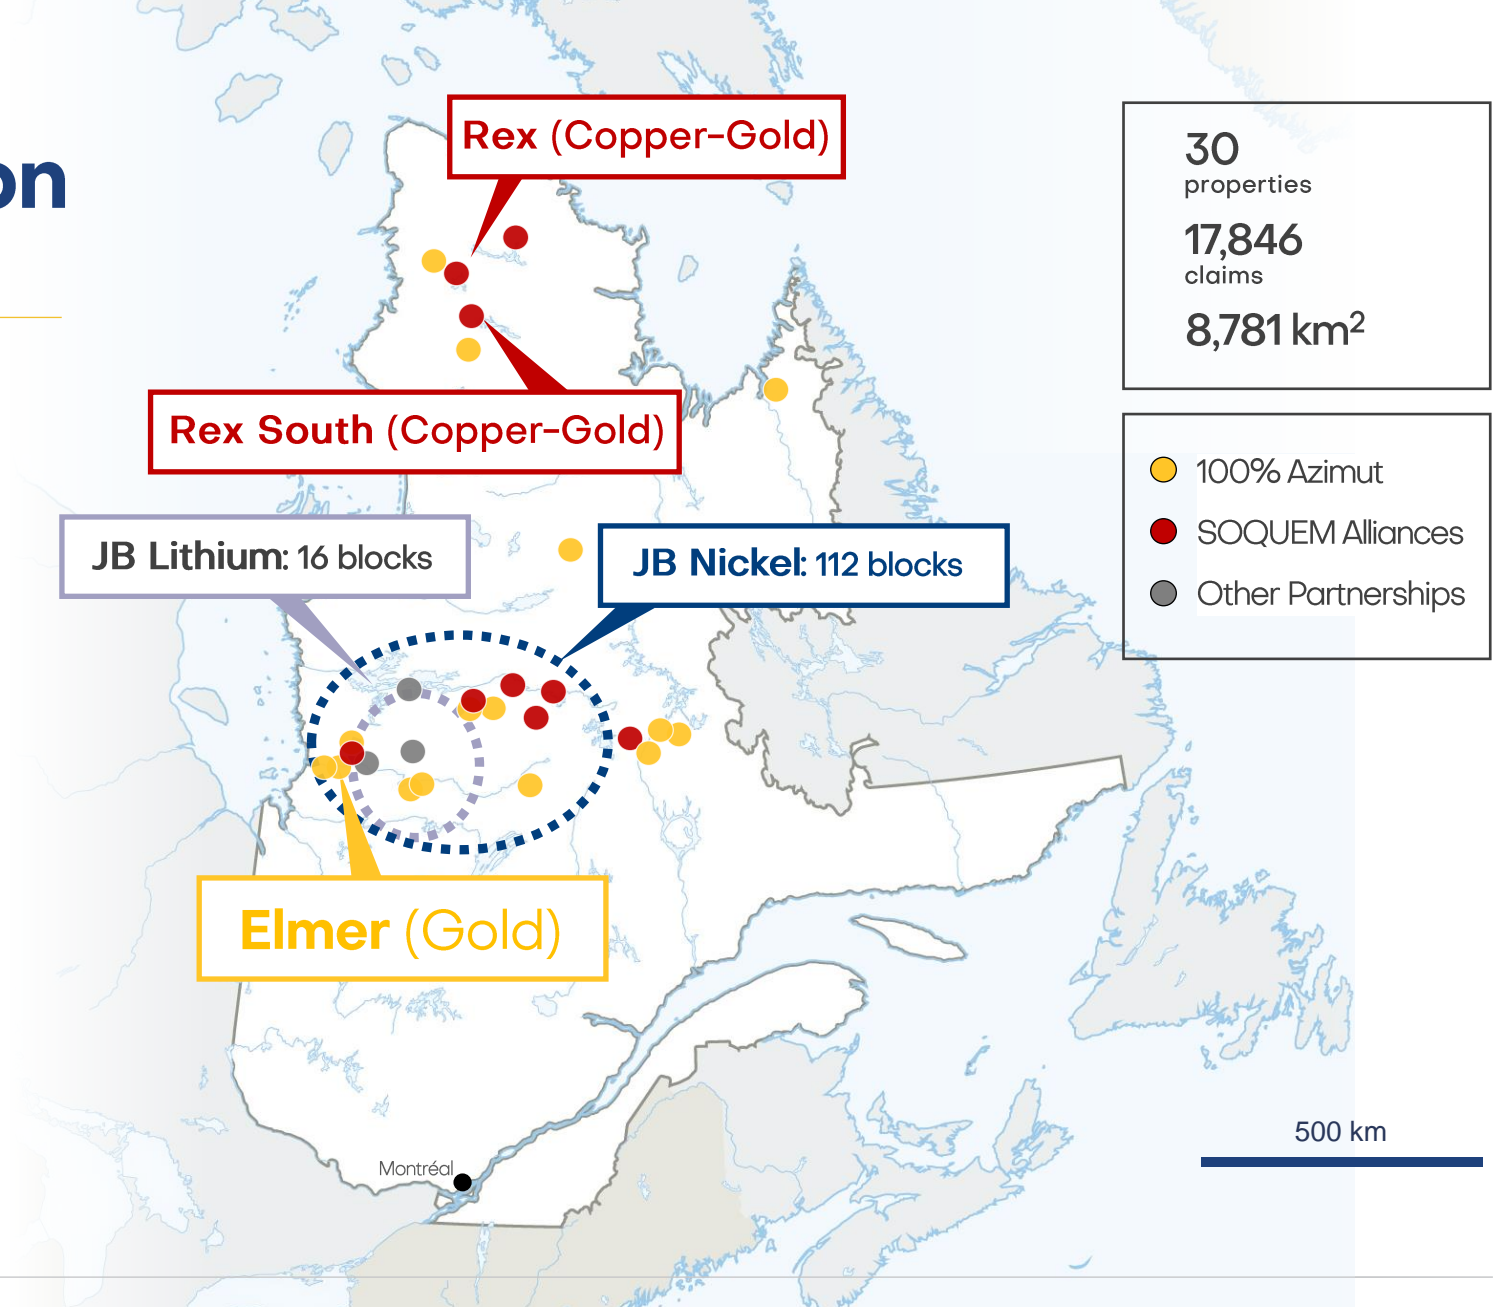 on
Rex (Copper-Gold)
30
properties
17,846
claims
8,781 km²
Rex South (Copper-Gold)
100% Azimut
SOQUEM Alliances
Other Partnerships
JB Lithium: 16 blocks
JB Nickel: 112 blocks
Elmer (Gold)
500 km
Montréal